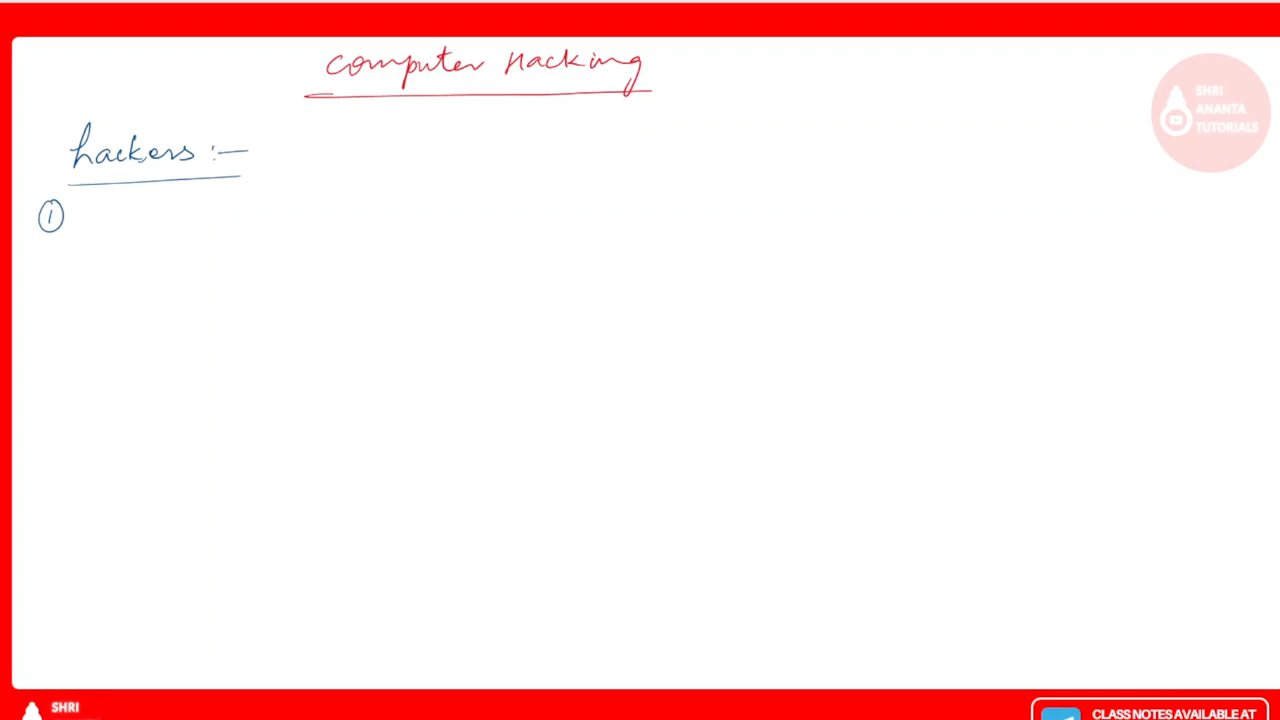 computer Hacking
SHRI
ANANTA
TUTORIALS
hackers :-
①
SHRI
CLASS NOTES AVAILABLE AT